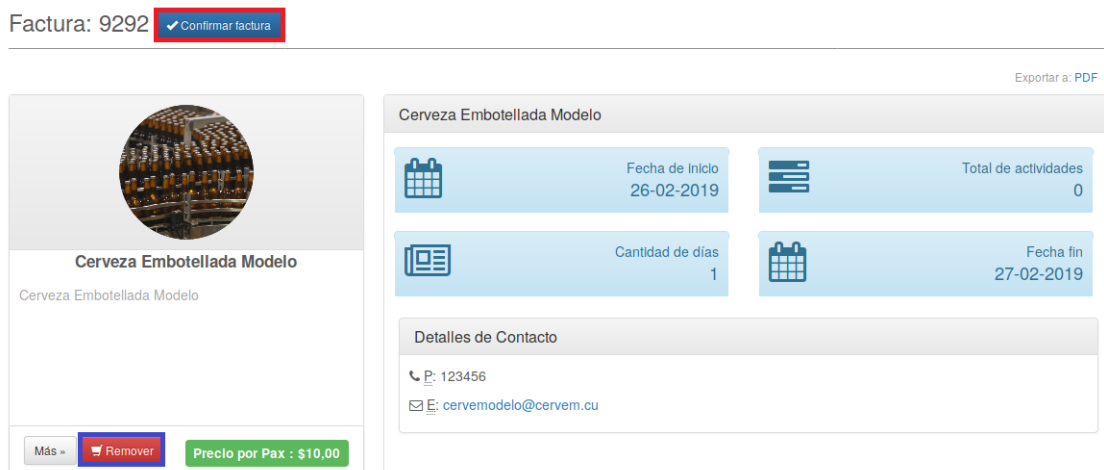 Factura: 9292 Confirmar factura
Exportar a: PDF
Cerveza Embotellada Modelo
Cerveza Embotellada Modelo
Más »
Remover
Precio por Pax : $10,00
Cerveza Embotellada Modelo
Fecha de inicio
26-02-2019
Total de actividades
0
Cantidad de días
1
Fecha fin
27-02-2019
Detalles de Contacto
P: 123456
E: cervemodelo@cervem.cu